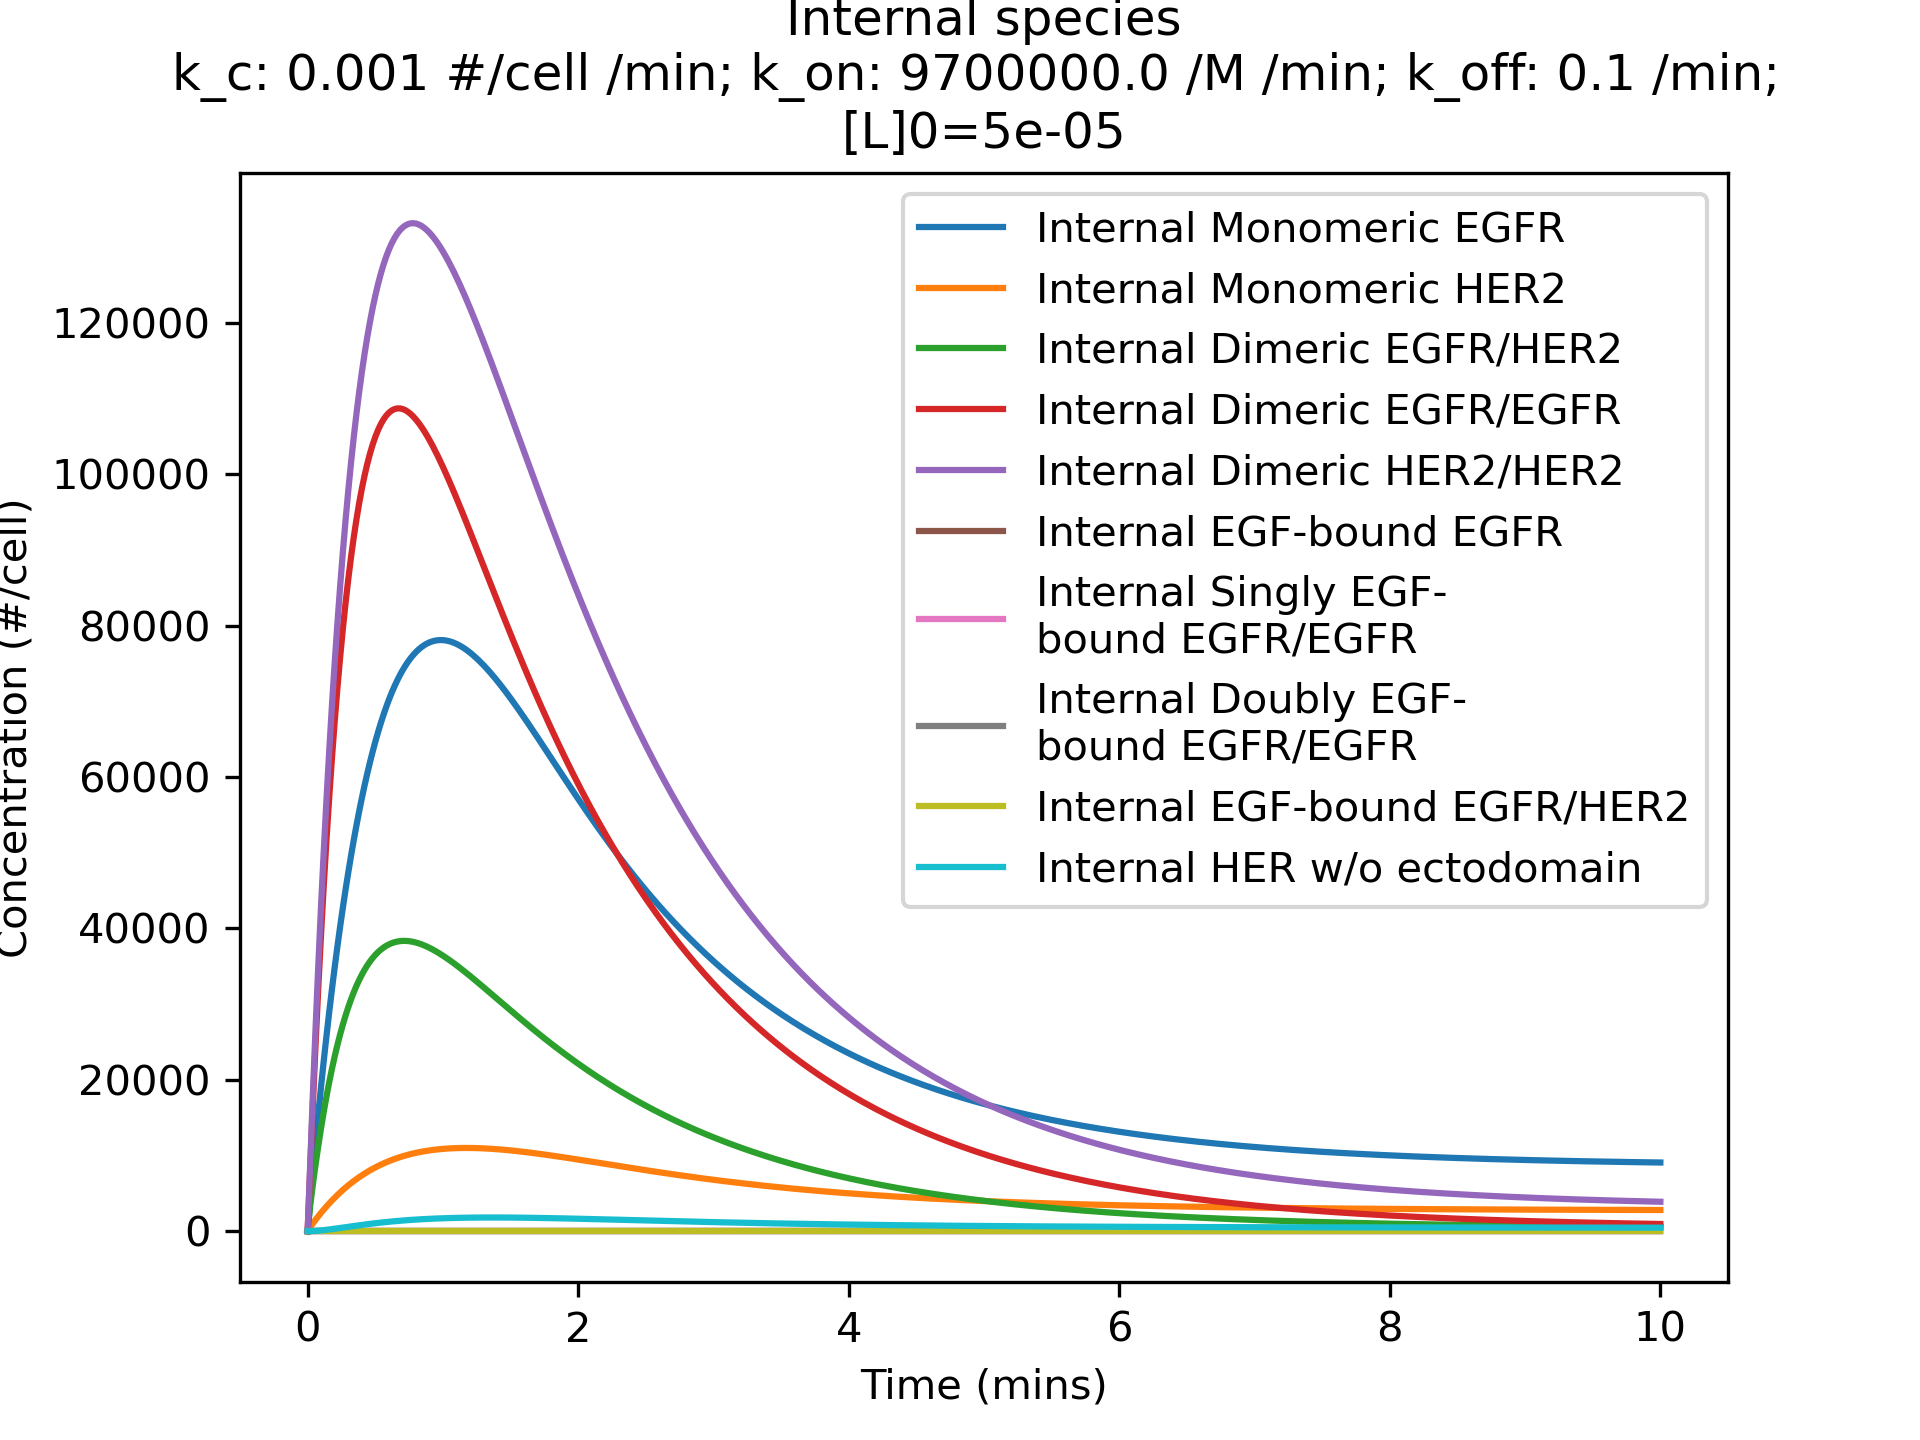 Internal species
k_c: 0.001 #/cell /min; k_on: 9700000.0 /M /min; k_off: 0.1 /min;
[L]0=5e-05
Internal Monomeric EGFR
Internal Monomeric HER2
Internal Dimeric EGFR/HER2
Internal Dimeric EGFR/EGFR
Internal Dimeric HER2/HER2
Internal EGF-bound EGFR
Internal Singly EGF-
bound EGFR/EGFR
Internal Doubly EGF-
bound EGFR/EGFR
Internal EGF-bound EGFR/HER2
Internal HER w/o ectodomain
Concentration (#/cell)
120000
100000
80000
60000
40000
20000
0
0 2 4 6 8 10
Time (mins)